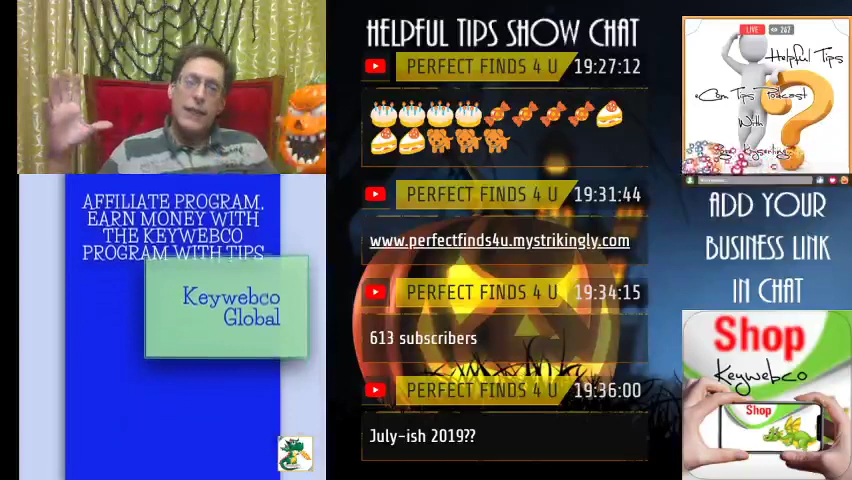 HELPFUL TIPS SHOW CHAT
PERFECT FINDS 4 U 19:27:12
PERFECT FINDS 4 U 19:31:44
www.perfectfinds4u.mystrikingly.com
PERFECT FINDS 4 U 19:34:15
613 subscribers
PERFECT FINDS 4 U 19:36:00
July-ish 2019??
AFFILIATE PROGRAM.
EARN MONEY WITH
THE KEYWEBCO
PROGRAM WITH TIPS
Keywebco
Global
LIVE 247
Helpful Tips
eCom Tips Podcast
With
ADD YOUR
BUSINESS LINK
IN CHAT
Shop
Keywebco
Shop